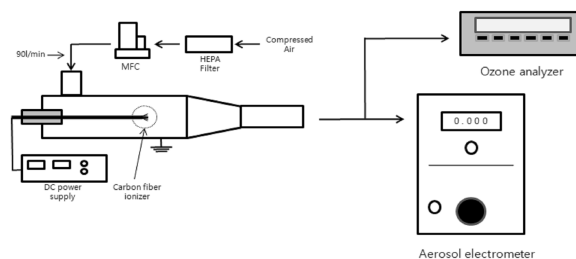 90l/min
MFC
HEPA
Filter
Compressed
Air
Ozone analyzer
0.000
DC power
supply
Carbon fiber
ionizer
Aerosol electrometer